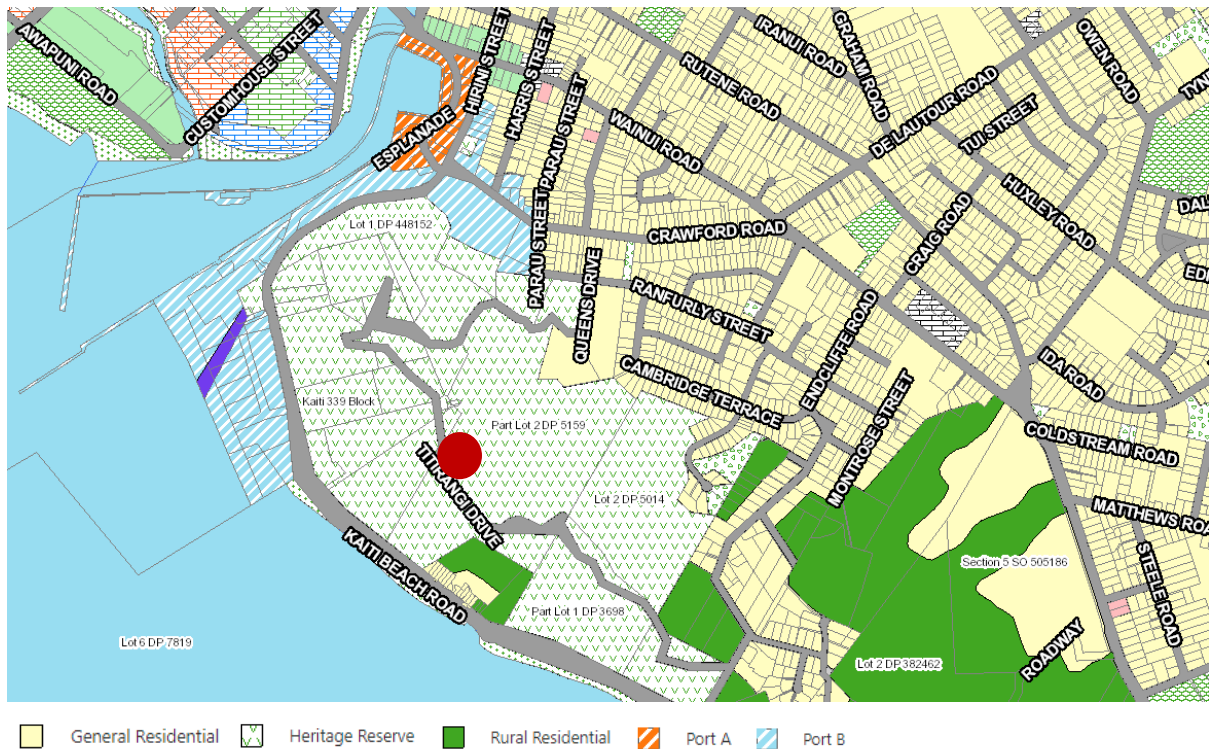 AWAPUNI ROAD
CUSTOMHOUSE STREET
ESPLANADE
HIRINI STREET
HARRIS STREET
PARAU STREET
PARAU STREET
WAINUI ROAD
RUTENE ROAD
IRANUI ROAD
GRAHAM ROAD
DE LAUTOUR ROAD
OWEN ROAD
TUI STREET
HUXLEY ROAD
CRAIG ROAD
CRAWFORD ROAD
RANFURLY STREET
QUEENS DRIVE
CAMBRIDGE TERRACE
ENDCLIFFE ROAD
MONTROSE STREET
IDA ROAD
COLDSTREAM ROAD
MATTHEWS ROA
STEELE ROAD
ROADWAY
Lot 1 DP 448152
Kaiti 339 Block
Part Lot 2 DP 5159
TITIRANGI DRIVE
Lot 2 DP 5014
KAITI BEACH ROAD
Part Lot 1 DP 3698
Section 5 SO 505186
Lot 6 DP 7819
Lot 2 DP 382462
General Residential
Heritage Reserve
Rural Residential
Port A
Port B